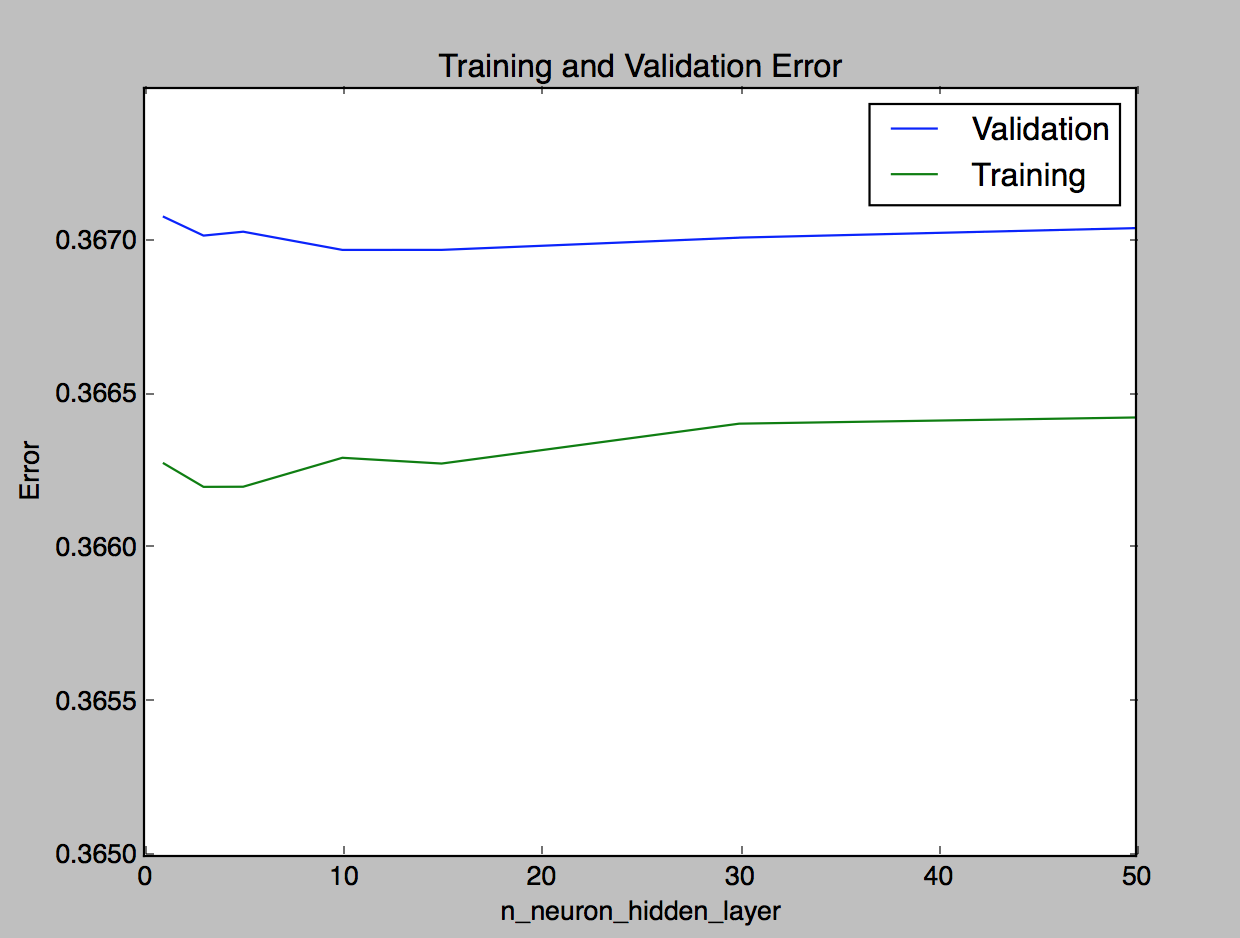 Training and Validation Error
Validation
Training
0.3670
0.3665
0.3660
0.3655
0.3650
Error
0 10 20 30 40 50
n_neuron_hidden_layer